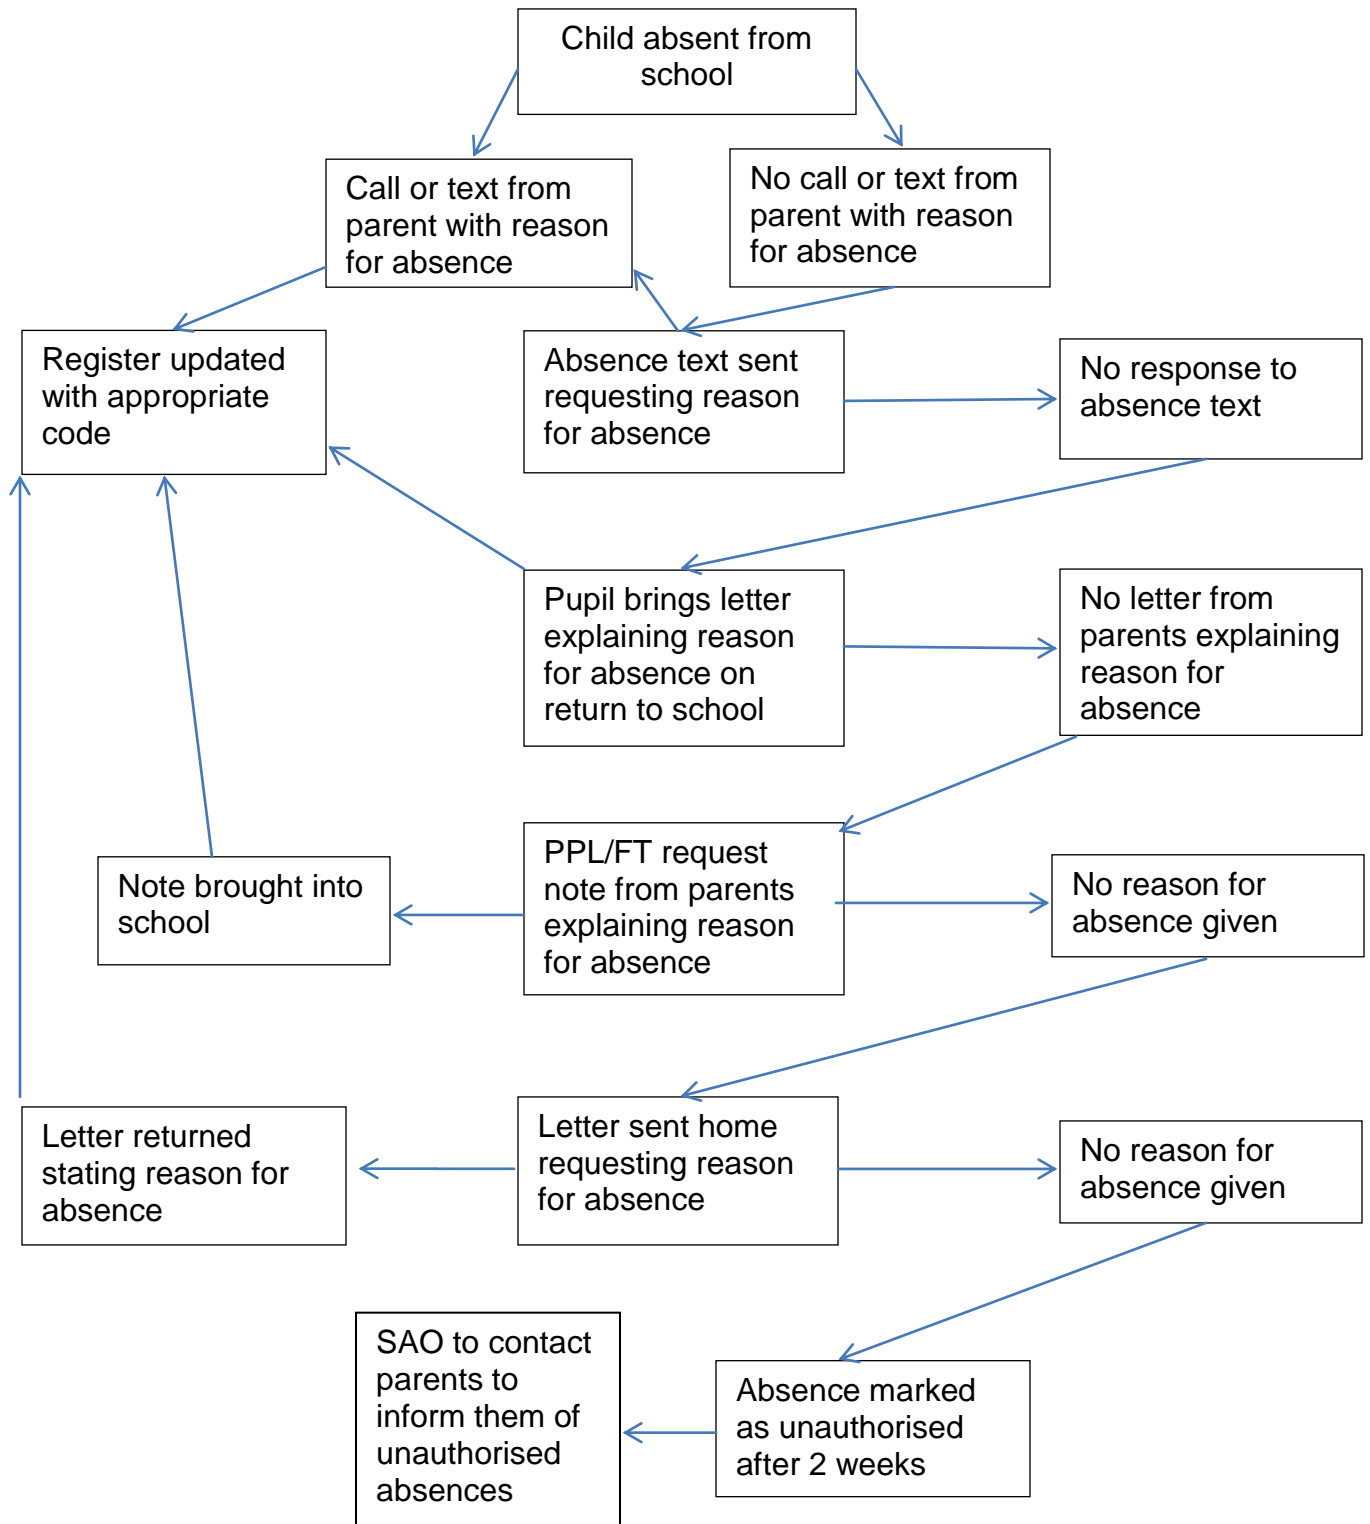 Child absent from
school
Call or text from
parent with reason
for absence
No call or text from
parent with reason
for absence
Register updated
with appropriate
code
Absence text sent
requesting reason
for absence
No response to
absence text
Pupil brings letter
explaining reason
for absence on
return to school
No letter from
parents explaining
reason for
absence
Note brought into
school
PPL/FT request
note from parents
explaining reason
for absence
No reason for
absence given
Letter returned
stating reason for
absence
Letter sent home
requesting reason
for absence
No reason for
absence given
SAO to contact
parents to
inform them of
unauthorised
absences
Absence marked
as unauthorised
after 2 weeks